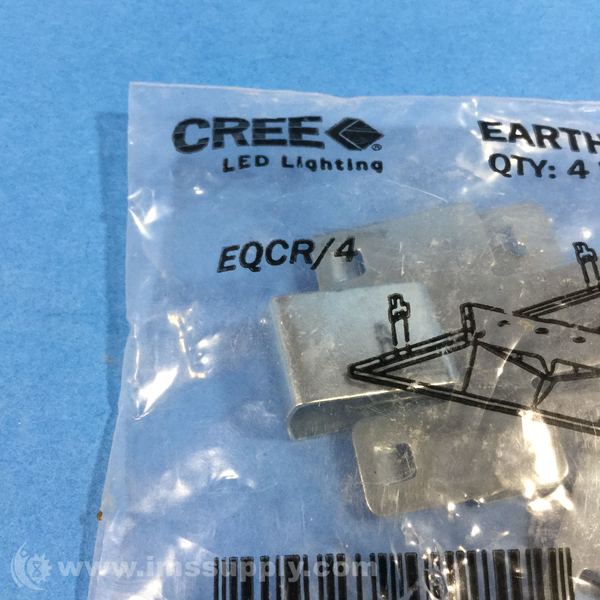 CREE
LED Lighting
EARTH
QTY: 4
EQCR/4
www.imssupply.com